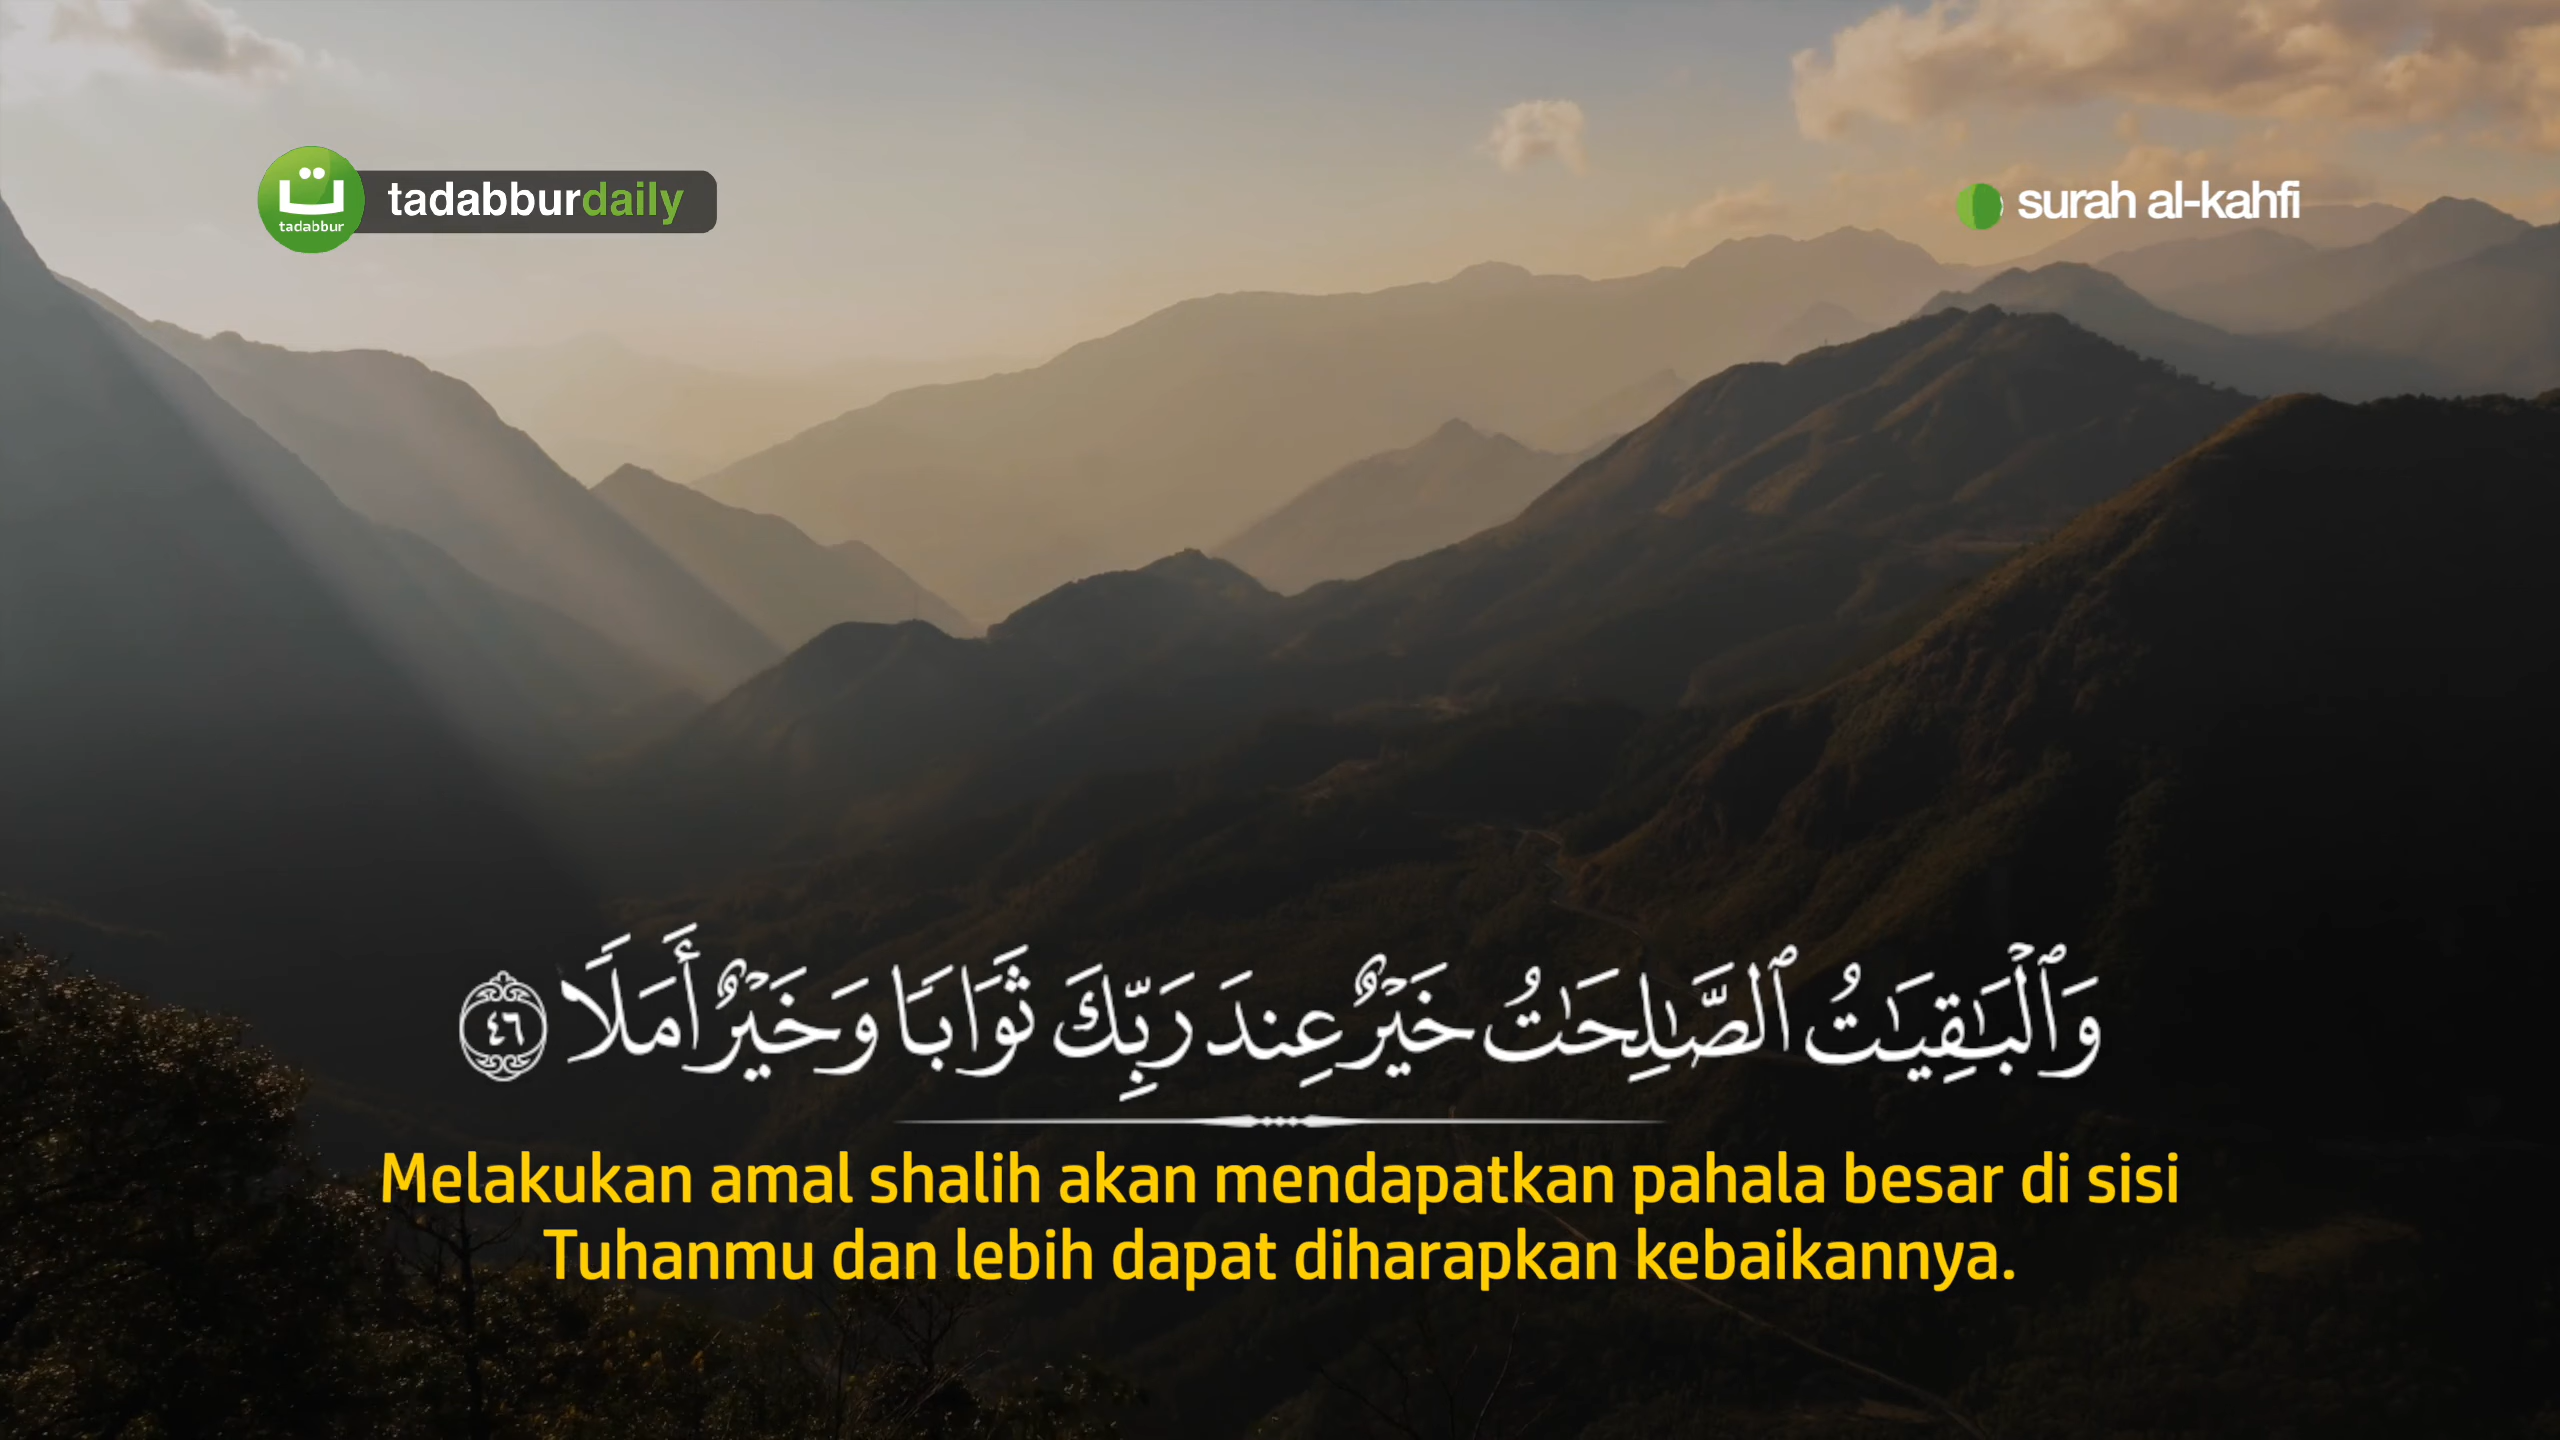 ت
tadabbur
tadabburdaily
surah al-kahfi
وَٱلْبَـٰقِيَـٰتُ ٱلصَّـٰلِحَـٰتُ خَيْرٌ عِندَ رَبِّكَ ثَوَابًا وَخَيْرٌ أَمَلًا ٤٦
Melakukan amal shalih akan mendapatkan pahala besar di sisi
Tuhanmu dan lebih dapat diharapkan kebaikannya.